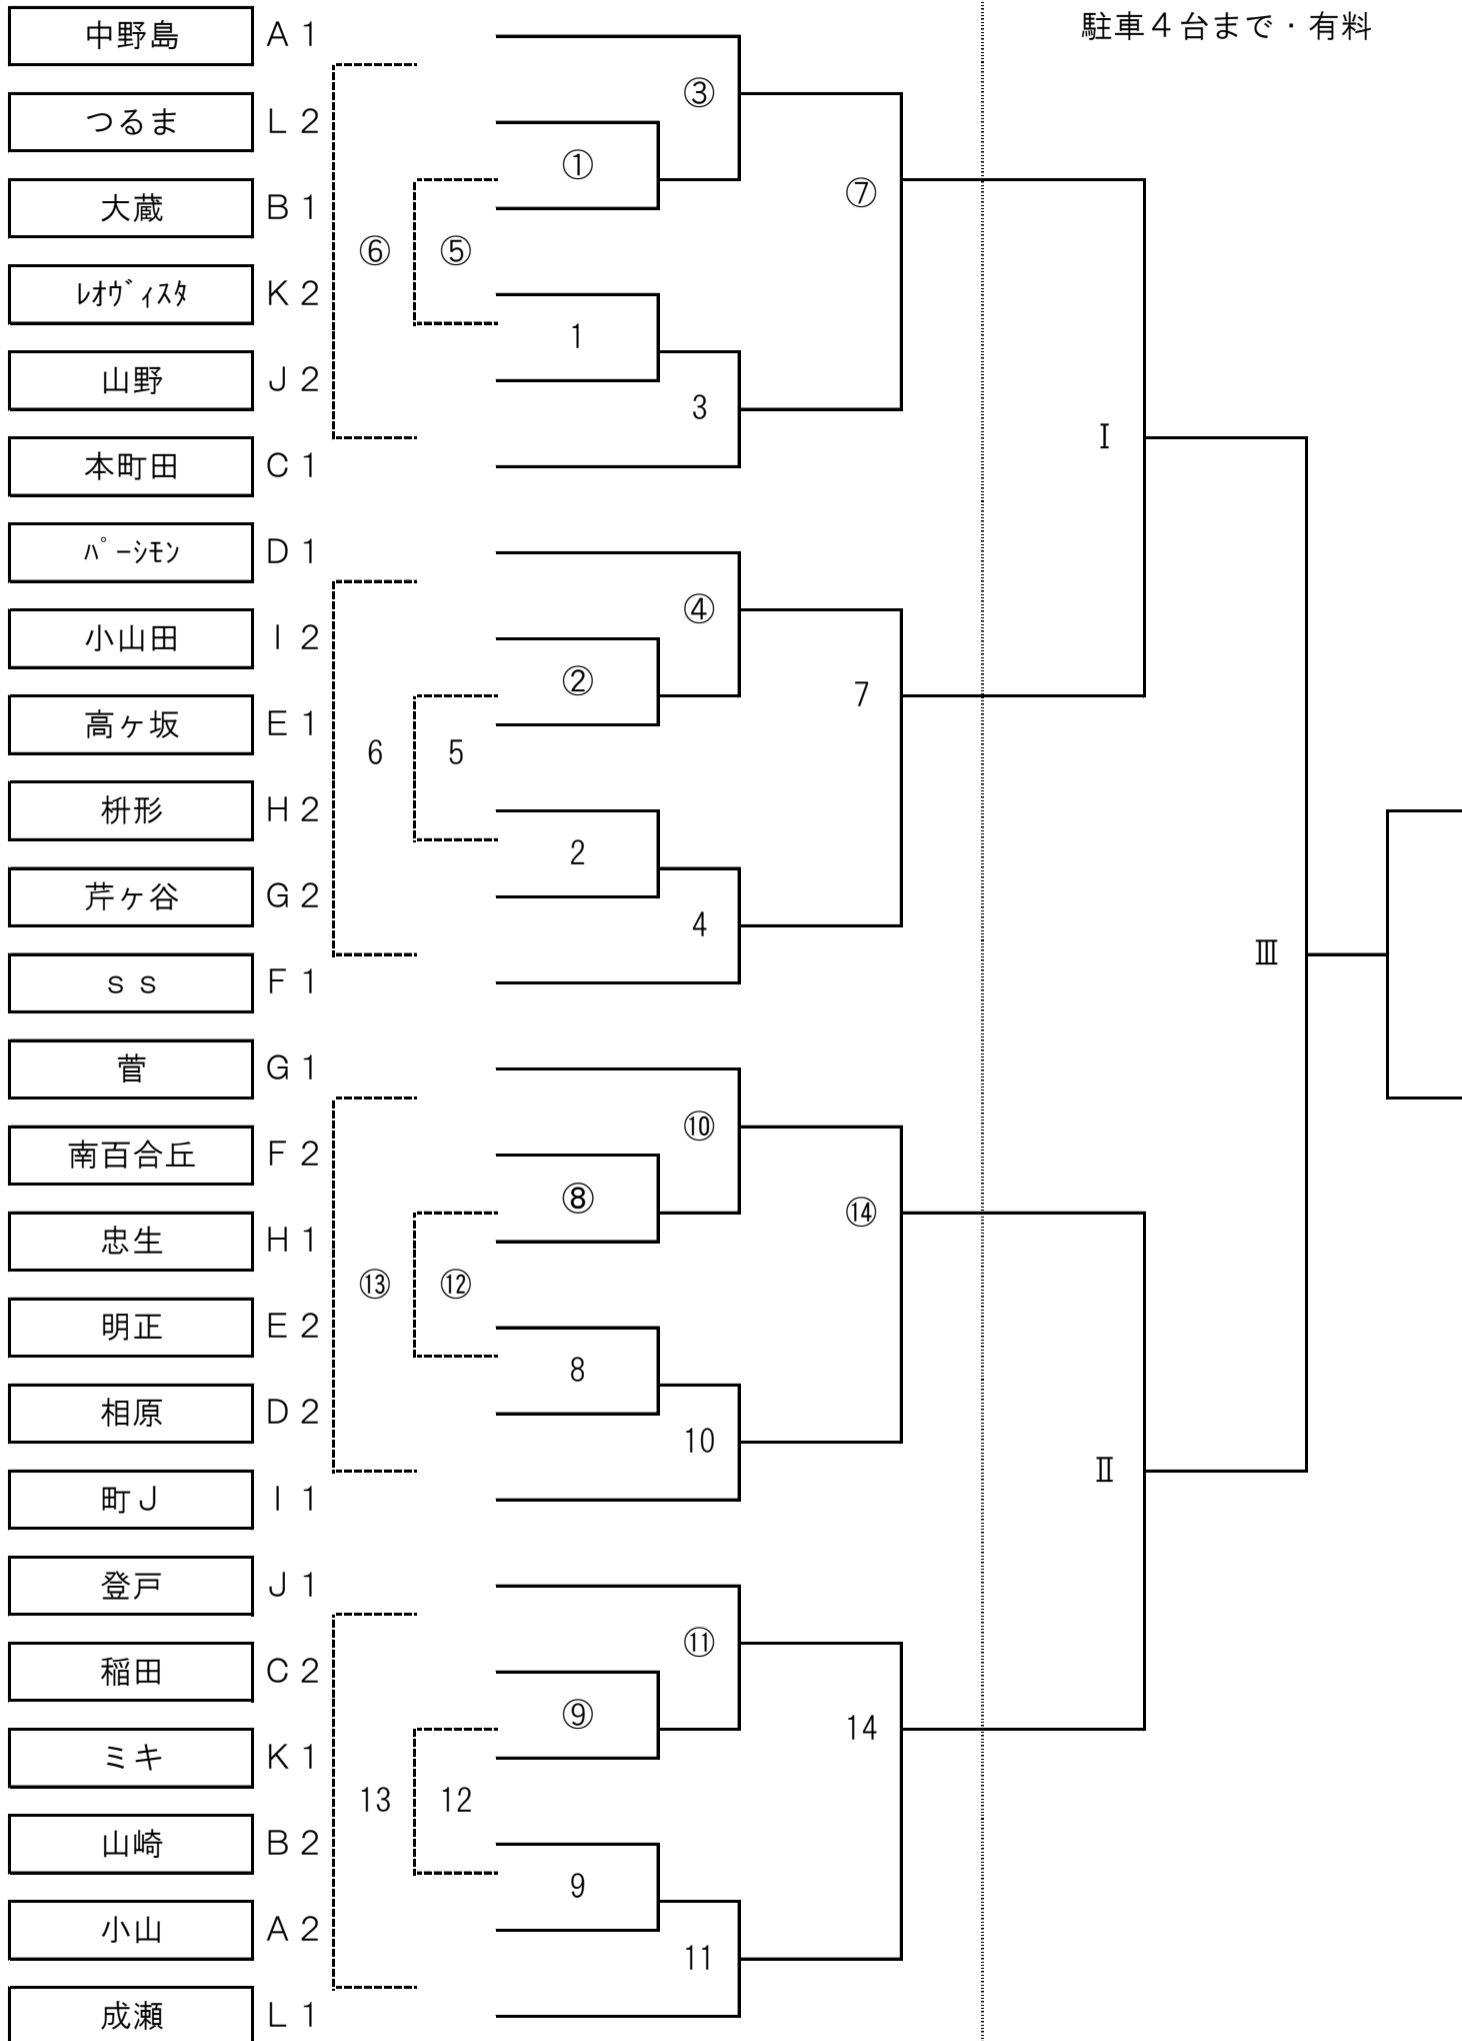 駐車４台まで・有料
中野島 A 1
③
つるま L 2
①
大蔵 B 1
⑦
⑥ ⑤
ﾚｵヴｨｽﾀ K 2
1
山野 J 2
3
本町田 C 1
Ⅰ
ﾊﾟｰｼﾓﾝ D 1
④
小山田 I 2
②
高ヶ坂 E 1
7
6 5
枡形 H 2
2
芹ヶ谷 G 2
4
ｓｓ F 1
Ⅲ
菅 G 1
⑩
南百合丘 F 2
⑧
忠生 H 1
⑭
⑬ ⑫
明正 E 2
8
相原 D 2
10
町Ｊ I 1
Ⅱ
登戸 J 1
⑪
稲田 C 2
⑨
ミキ K 1
14
13 12
山崎 B 2
9
小山 A 2
11
成瀬 L 1